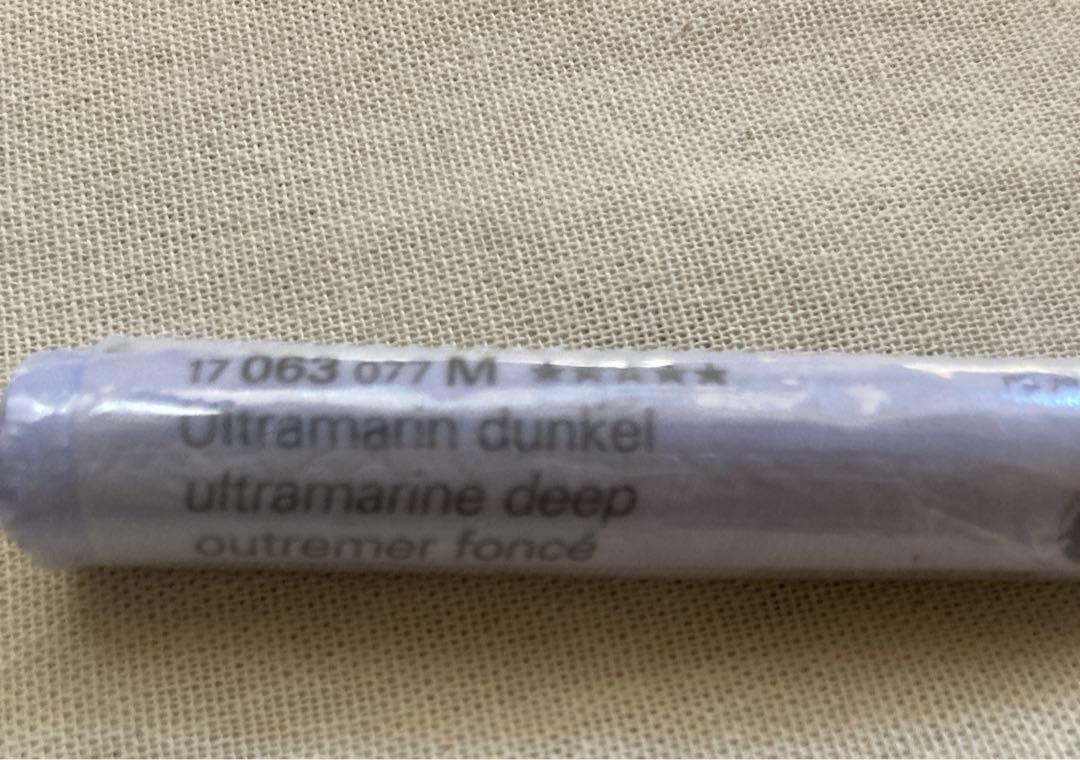 17 063 077 M ★★★★★
Ultramarin dunkel
ultramarine deep
outremer foncé